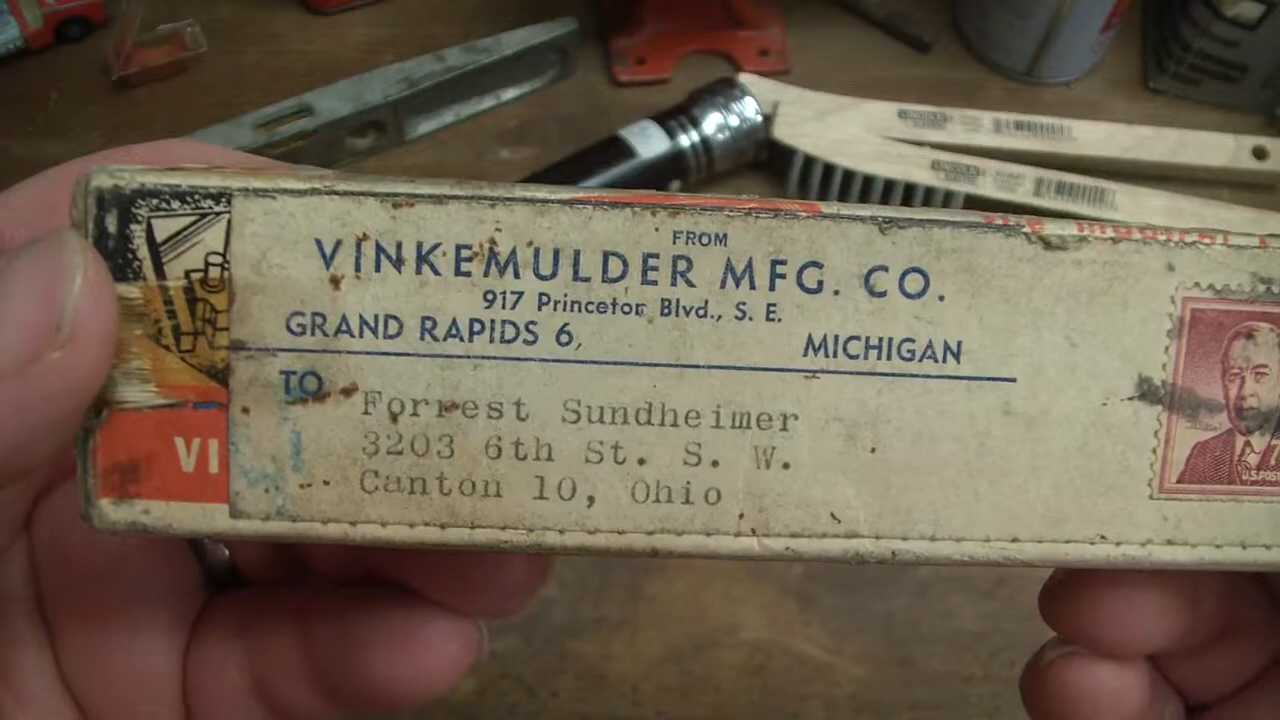 FROM
VINKEMULDER MFG. CO.
917 Princeton Blvd., S. E.
GRAND RAPIDS 6, MICHIGAN
TO
Forrest Sundheimer
3203 6th St. S. W.
Canton 10, Ohio
VI
U.S.POS